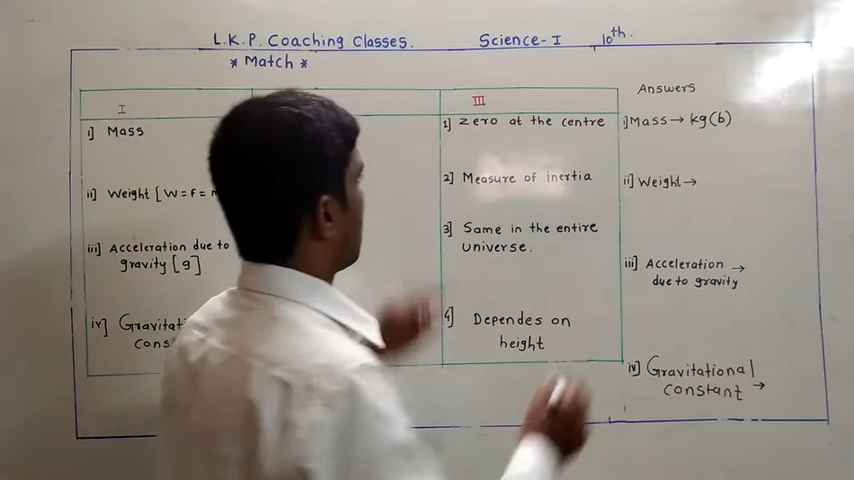 L.K.P. Coaching Classes. Science-I 10th.
* Match *
I III Answers
i] Mass
1] zero at the centre
i) Mass → kg (b)
ii] Weight [W = F =
2] Measure of inertia
ii] Weight →
iii] Acceleration due to
gravity [g]
3] Same in the entire
universe.
iii] Acceleration →
due to gravity
iv]
4] Dependes on
height
iv] Gravitational
constant →